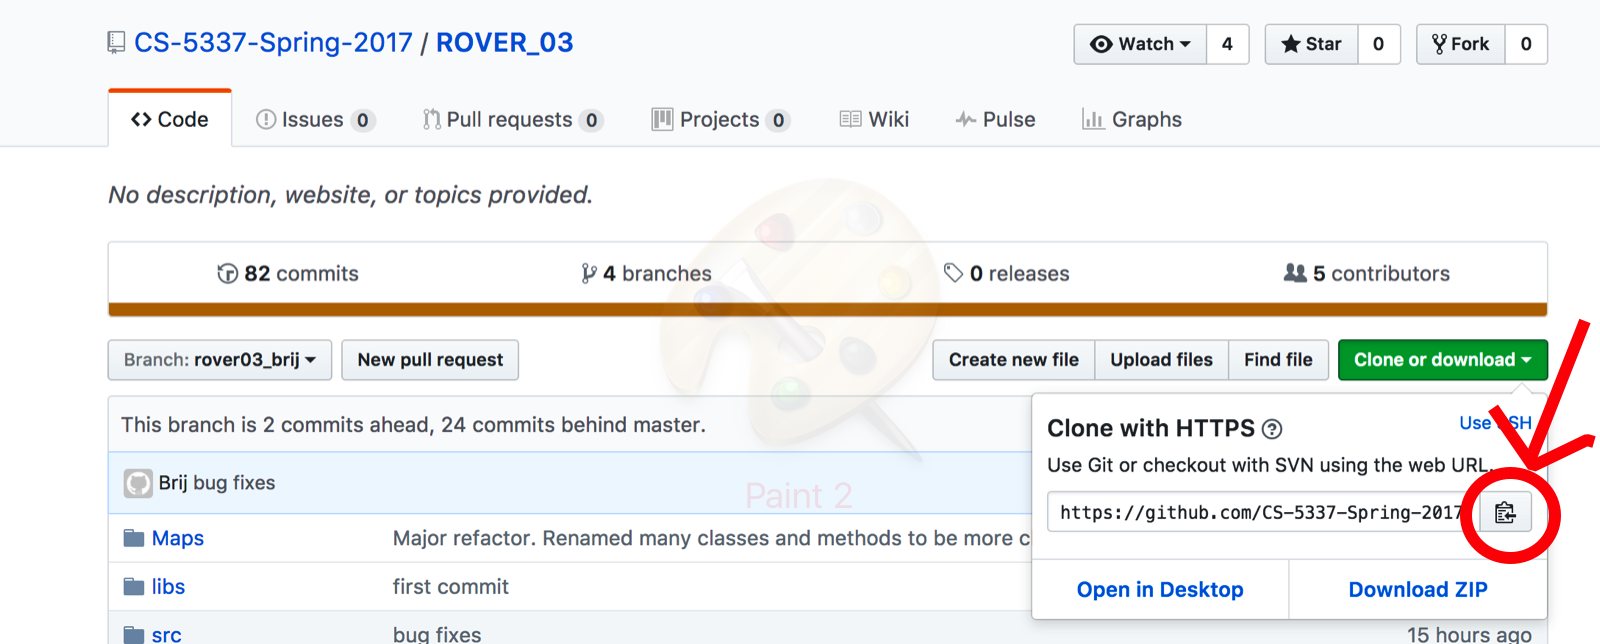 CS-5337-Spring-2017 / ROVER_03
Watch 4 Star 0 Fork 0
Code Issues 0 Pull requests 0 Projects 0 Wiki Pulse Graphs
No description, website, or topics provided.
82 commits 4 branches 0 releases 5 contributors
Branch: rover03_brij New pull request Create new file Upload files Find file Clone or download
This branch is 2 commits ahead, 24 commits behind master.
Clone with HTTPS ? Use SH
Use Git or checkout with SVN using the web URL.
Brij bug fixes
Paint 2
https://github.com/CS-5337-Spring-2017
Maps Major refactor. Renamed many classes and methods to be more c
libs first commit
Open in Desktop Download ZIP
src bug fixes 15 hours ago